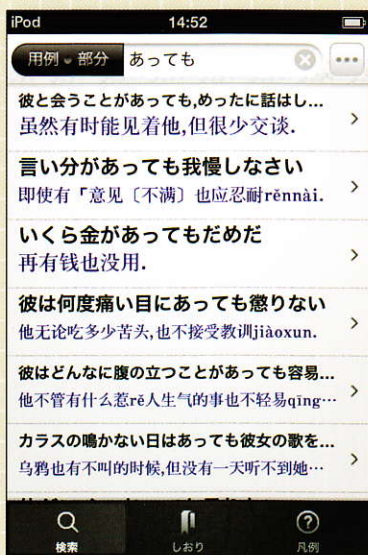 iPod
14:52
用例 部分 あっても
彼と会うことがあっても,めったに話はし...
虽然有时能见着他,但很少交谈.
言い分があっても我慢しなさい
即使有「意见〔不满〕也应忍耐rěnnài.
いくら金があってもだめだ
再有钱也没用.
彼は何度痛い目にあっても懲りない
他无论吃多少苦头,也不接受教训jiàoxun.
彼はどんなに腹の立つことがあっても容易...
他不管有什么惹rě人生气的事也不轻易qīng…
カラスの鳴かない日はあっても彼女の歌を...
乌鸦也有不叫的时候,但没有一天听不到她…
検索
しおり
凡例